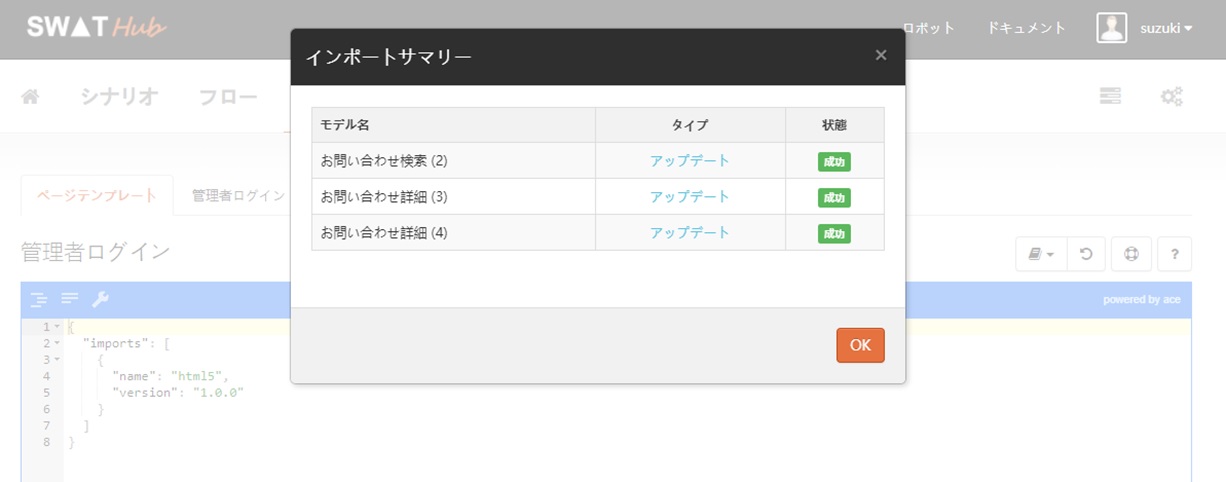 SWAT Hub
ロボット ドキュメント suzuki
インポートサマリー ×
シナリオ フロー
モデル名 タイプ 状態
お問い合わせ検索 (2) アップデート 成功
お問い合わせ詳細 (3) アップデート 成功
お問い合わせ詳細 (4) アップデート 成功
OK
ページテンプレート 管理者ログイン
管理者ログイン
?
powered by ace
1 {
2 "imports": [
3 {
4 "name": "html5",
5 "version": "1.0.0"
6 }
7 ]
8 }